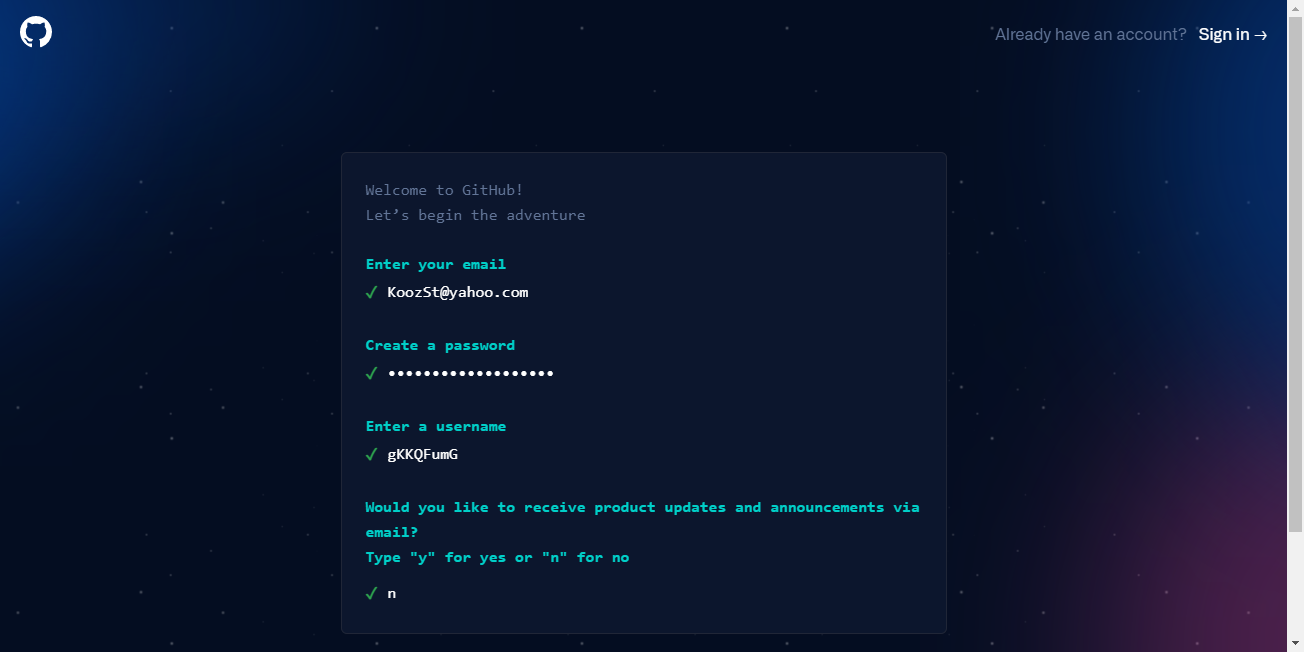 Already have an account? Sign in →
Welcome to GitHub!
Let’s begin the adventure
Enter your email
✓ KoozSt@yahoo.com
Create a password
✓ •••••••••••••••••••
Enter a username
✓ gKKQFumG
Would you like to receive product updates and announcements via
email?
Type "y" for yes or "n" for no
✓ n